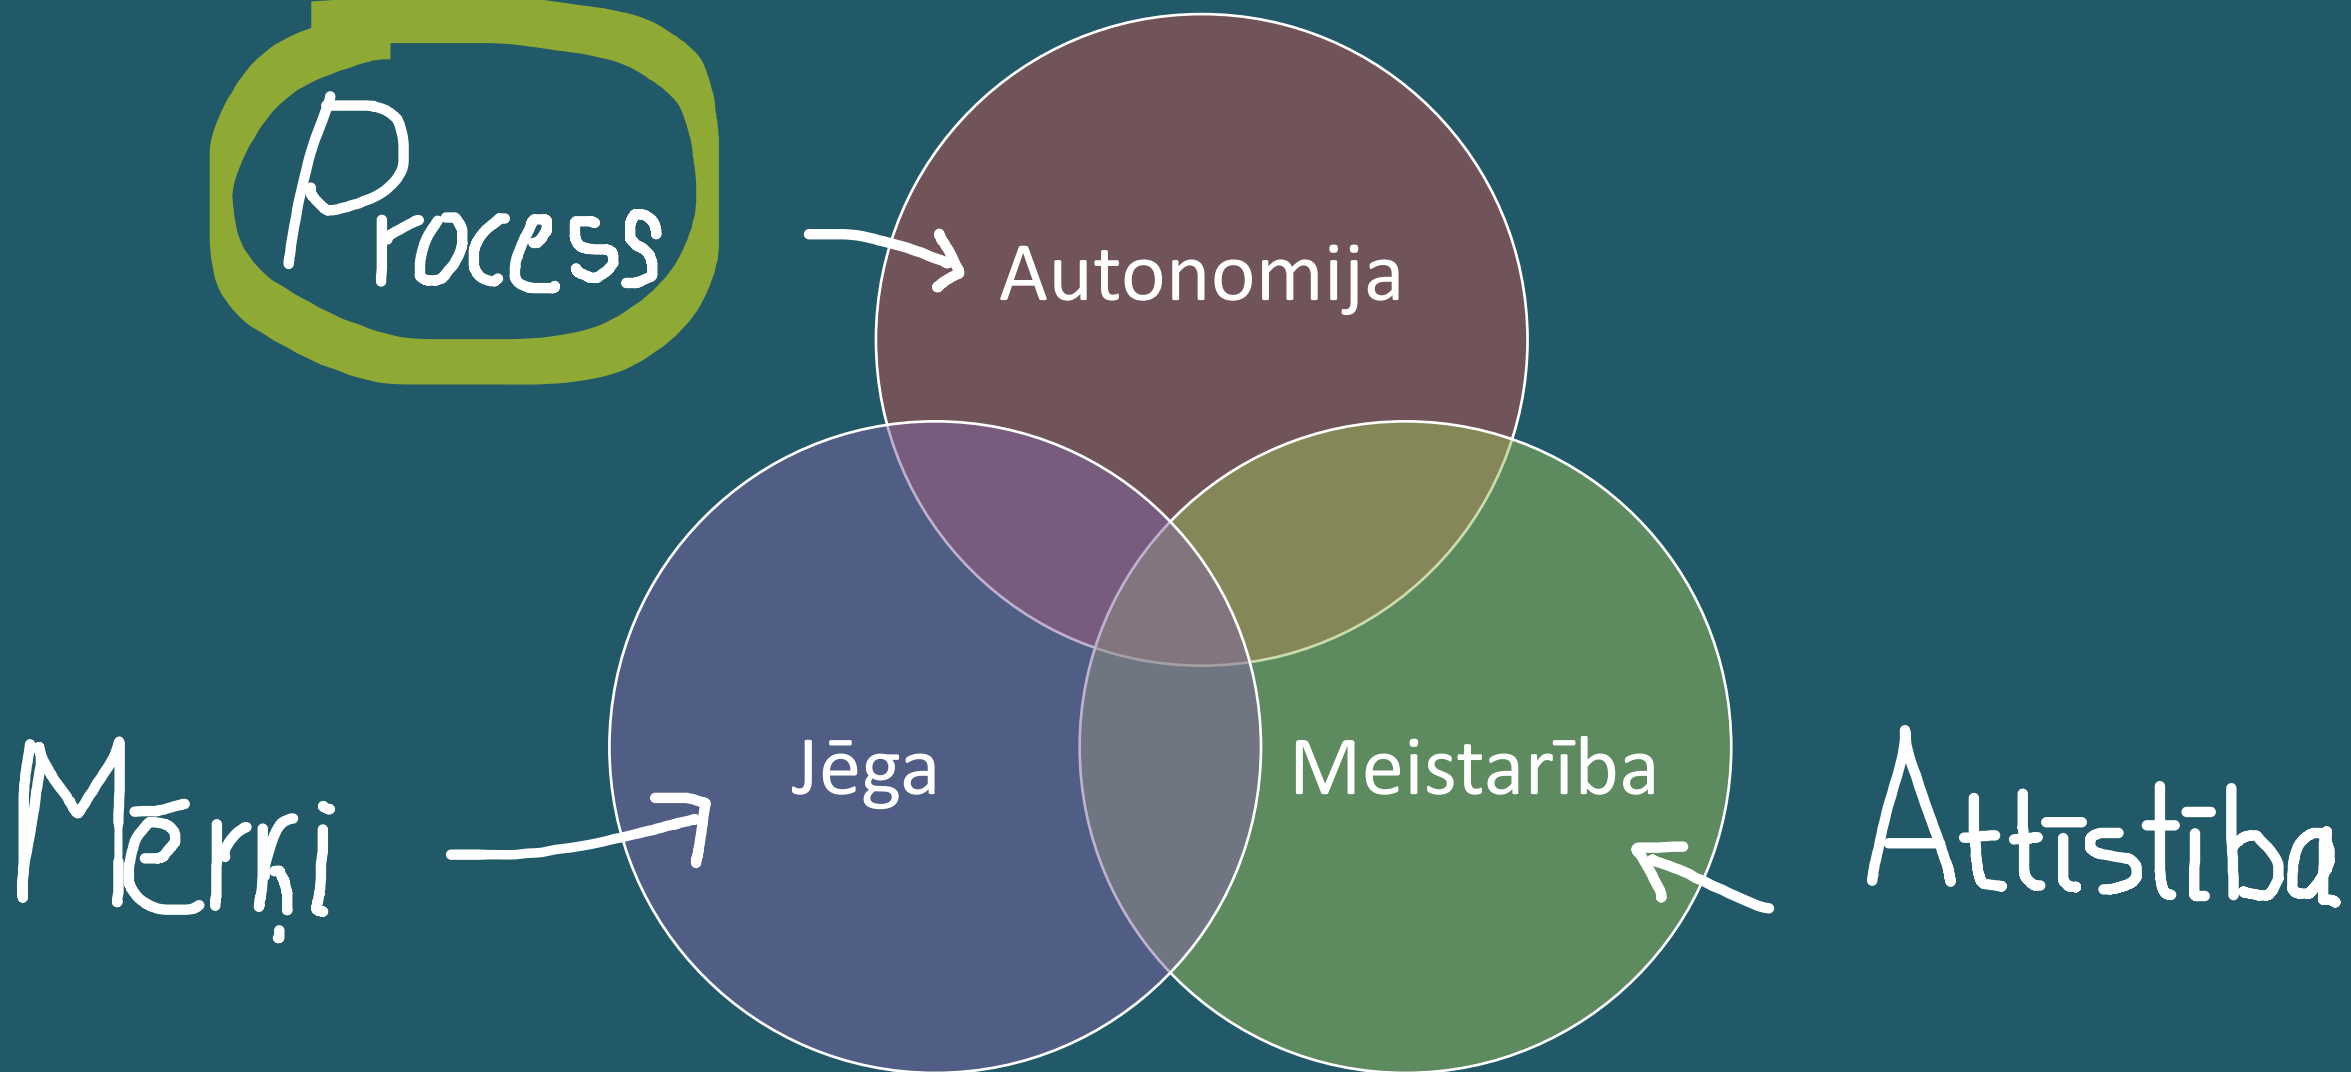 Process
Autonomija
Jēga
Meistarība
Mērķi
Attīstība